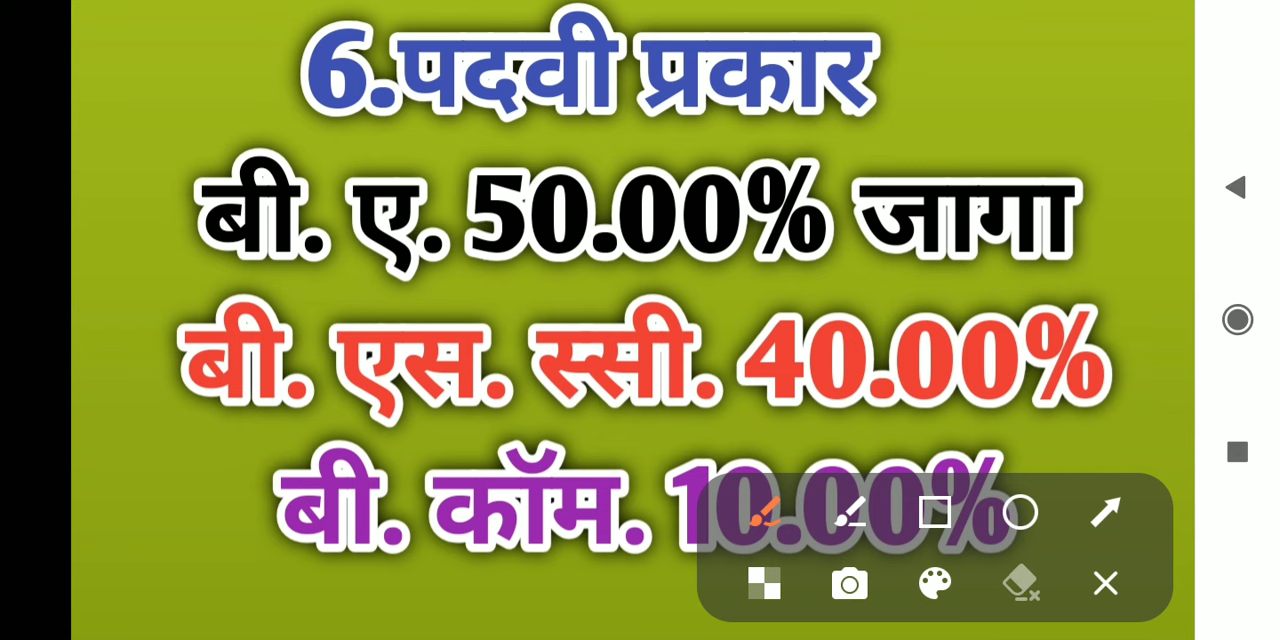 6.पदवी प्रकार
बी. ए. 50.00% जागा
बी. एस. स्सी. 40.00%
बी. कॉम. 10.00%